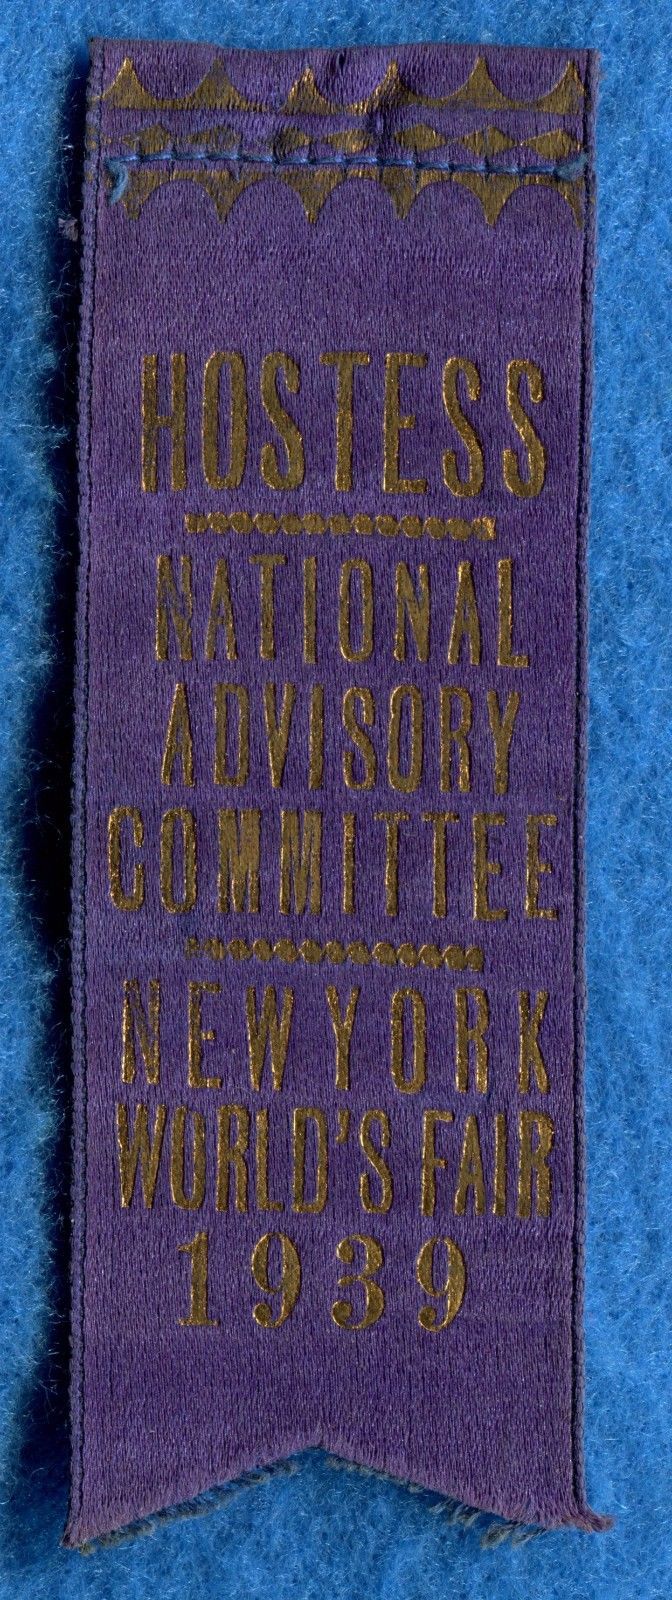 HOSTESS
NATIONAL
ADVISORY
COMMITTEE
NEW YORK
WORLD'S FAIR
1939